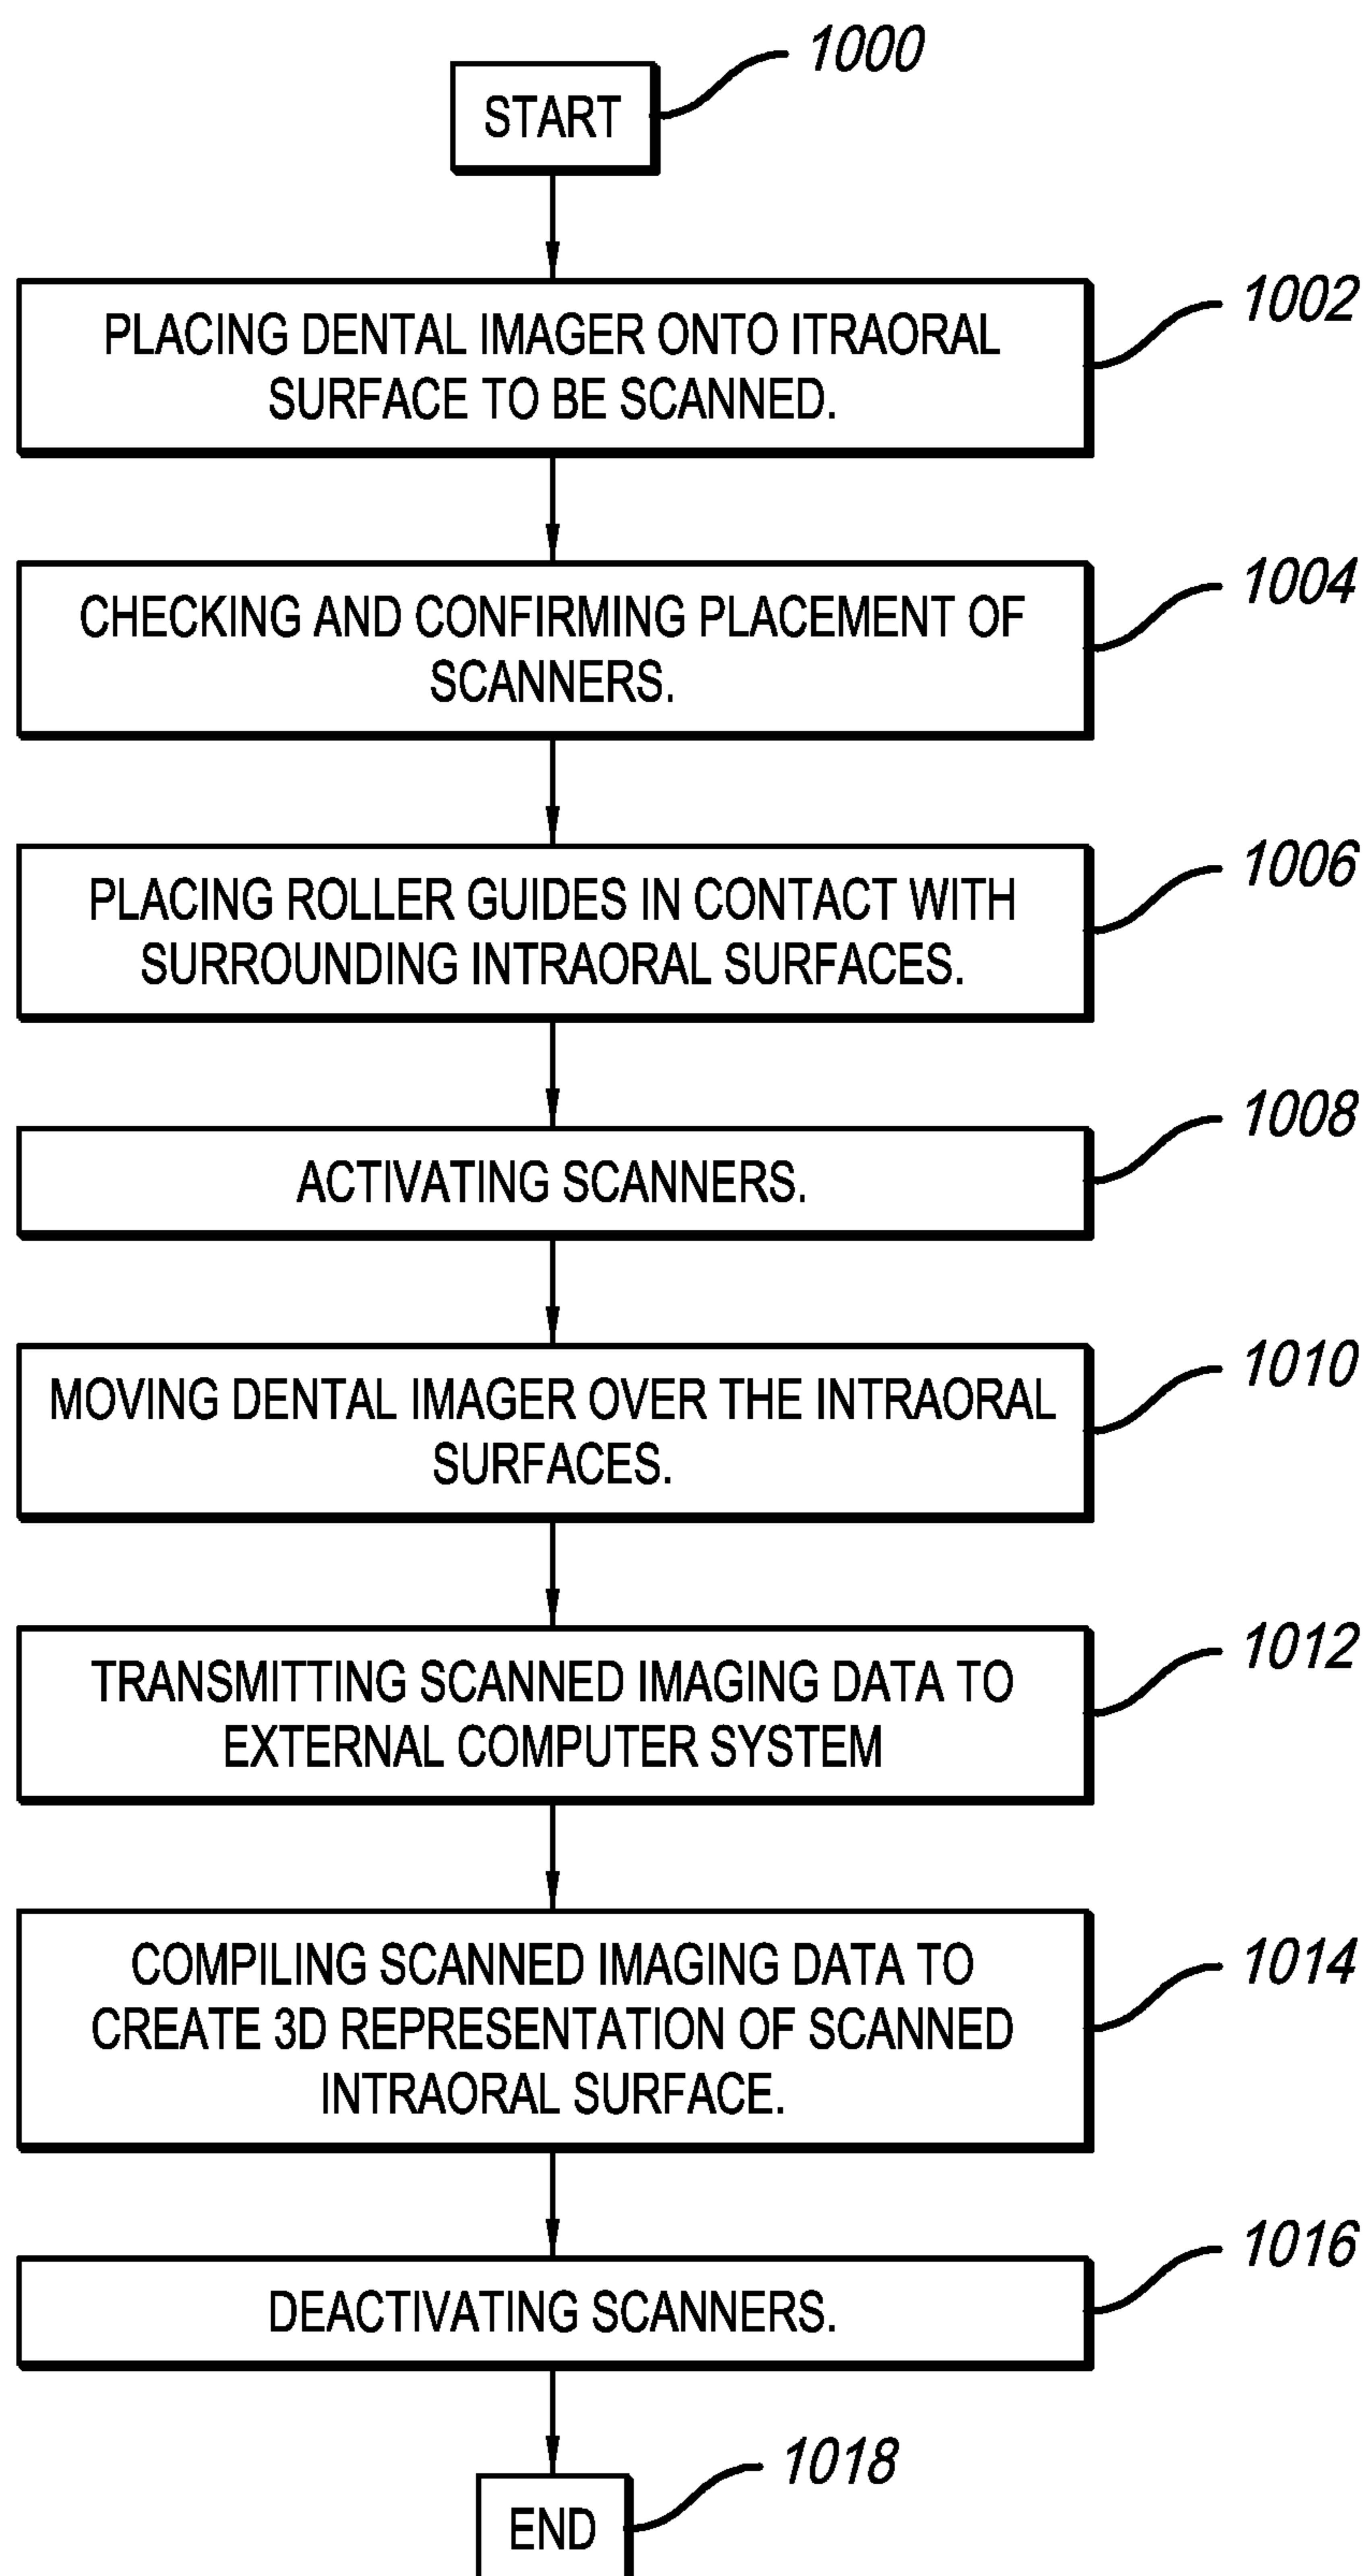 1000
START
1002
PLACING DENTAL IMAGER ONTO ITRAORAL
SURFACE TO BE SCANNED.
1004
CHECKING AND CONFIRMING PLACEMENT OF
SCANNERS.
1006
PLACING ROLLER GUIDES IN CONTACT WITH
SURROUNDING INTRAORAL SURFACES.
1008
ACTIVATING SCANNERS.
1010
MOVING DENTAL IMAGER OVER THE INTRAORAL
SURFACES.
1012
TRANSMITTING SCANNED IMAGING DATA TO
EXTERNAL COMPUTER SYSTEM
1014
COMPILING SCANNED IMAGING DATA TO
CREATE 3D REPRESENTATION OF SCANNED
INTRAORAL SURFACE.
1016
DEACTIVATING SCANNERS.
1018
END